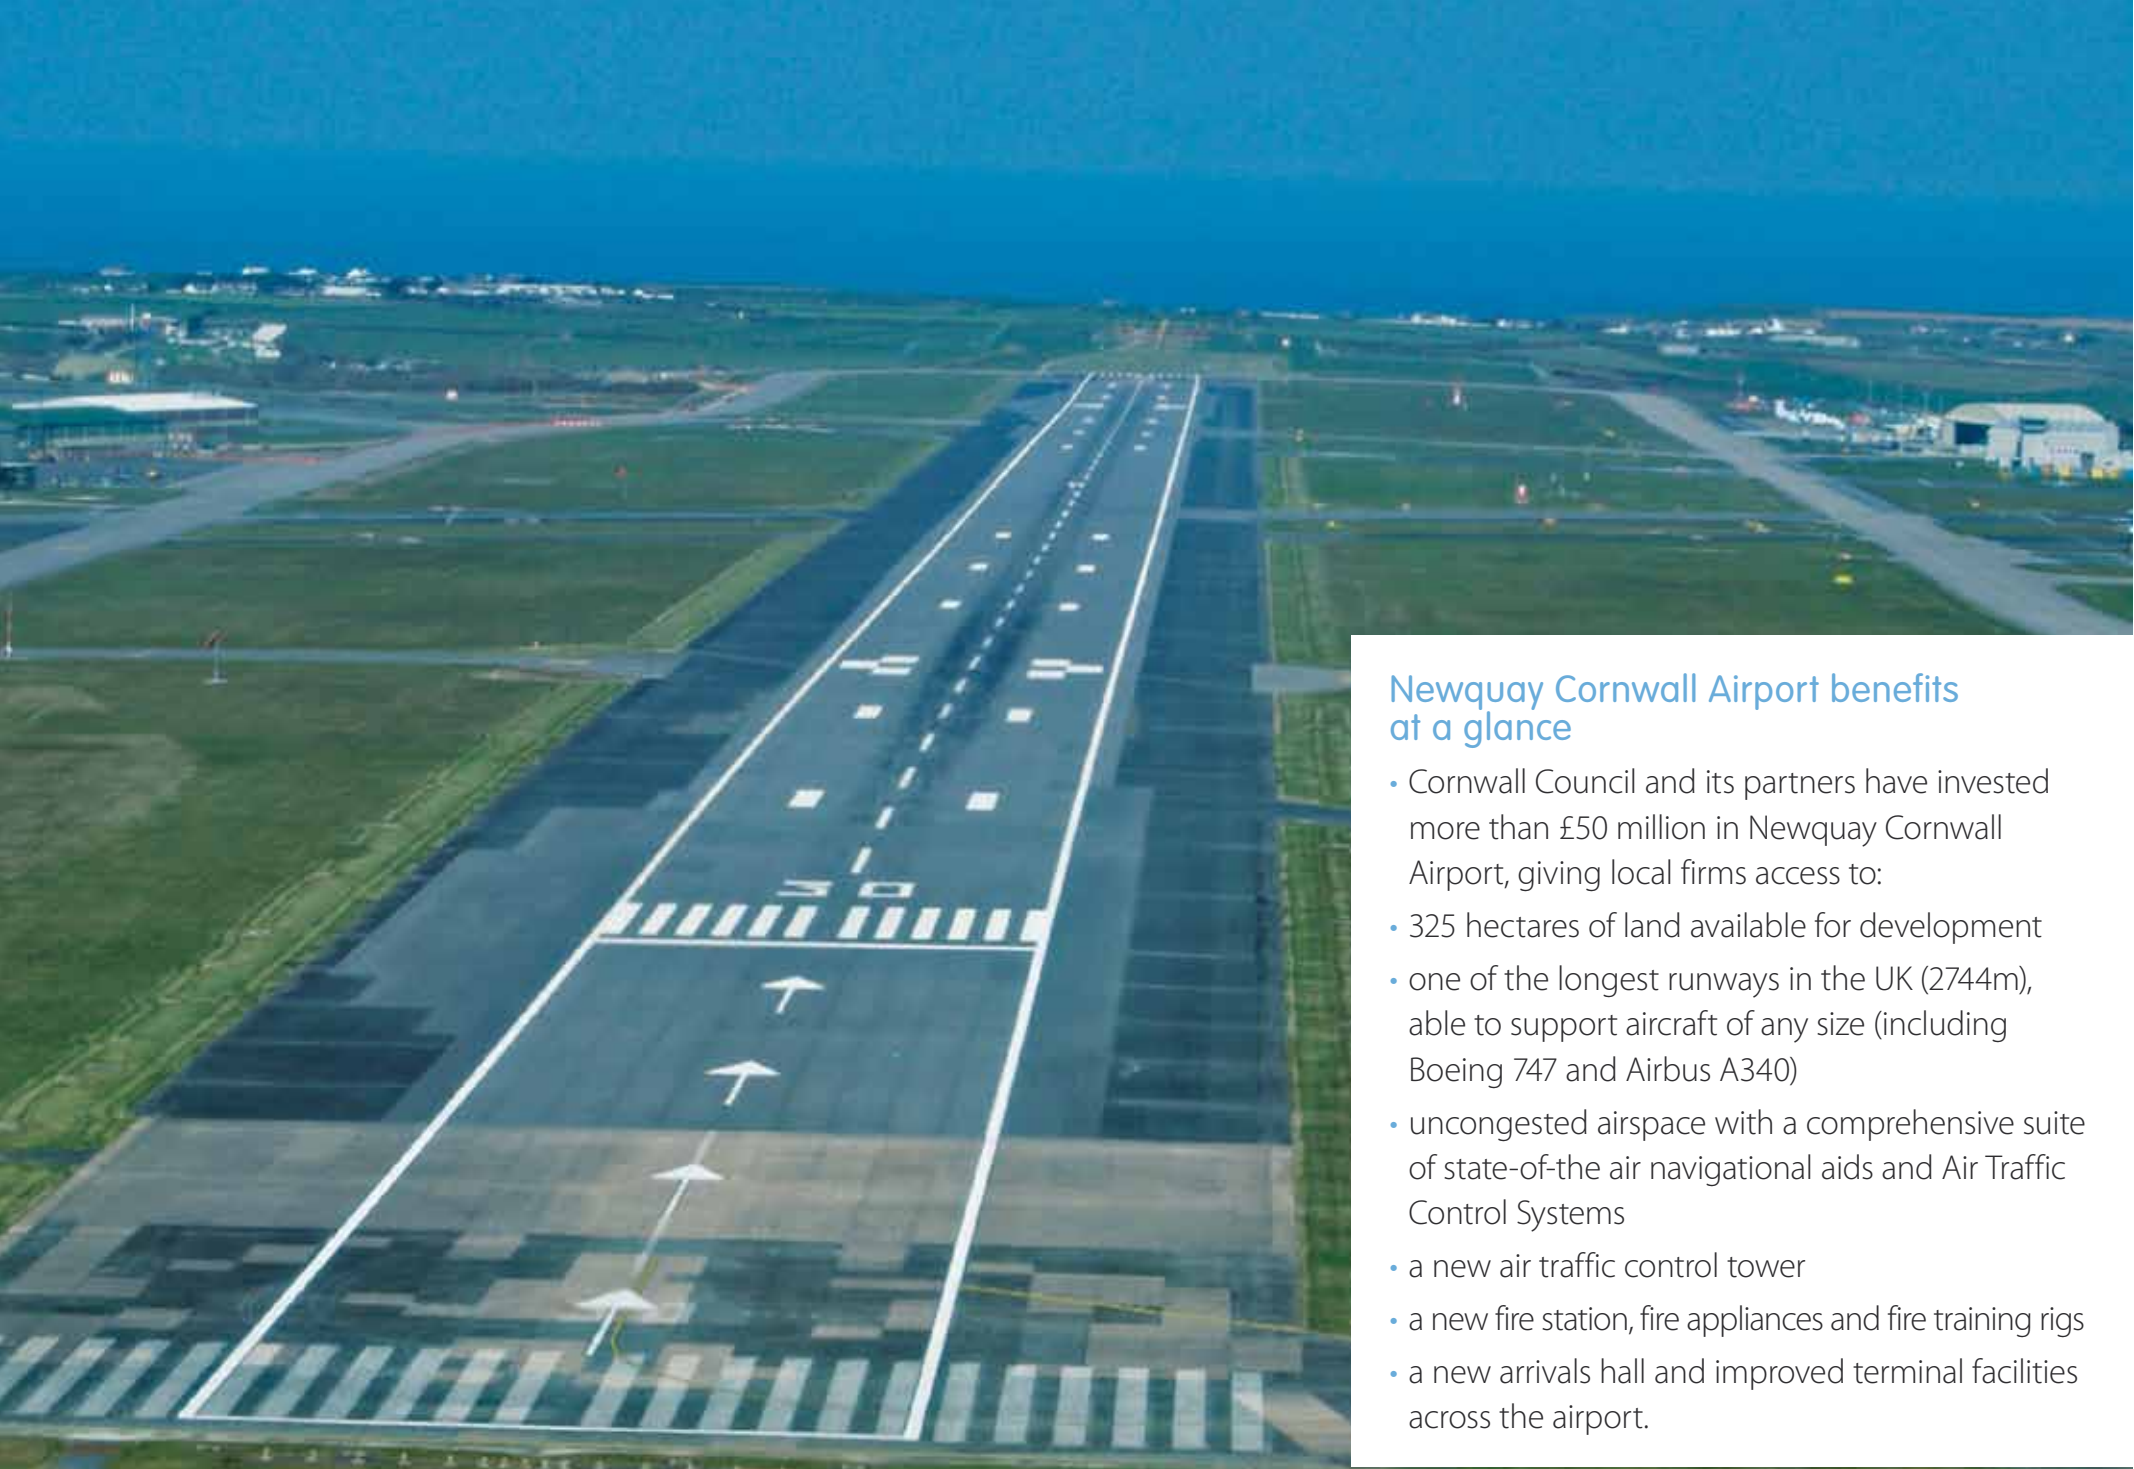 30
Newquay Cornwall Airport benefits
at a glance
• Cornwall Council and its partners have invested
more than £50 million in Newquay Cornwall
Airport, giving local firms access to:
• 325 hectares of land available for development
• one of the longest runways in the UK (2744m),
able to support aircraft of any size (including
Boeing 747 and Airbus A340)
• uncongested airspace with a comprehensive suite
of state-of-the air navigational aids and Air Traffic
Control Systems
• a new air traffic control tower
• a new fire station, fire appliances and fire training rigs
• a new arrivals hall and improved terminal facilities
across the airport.